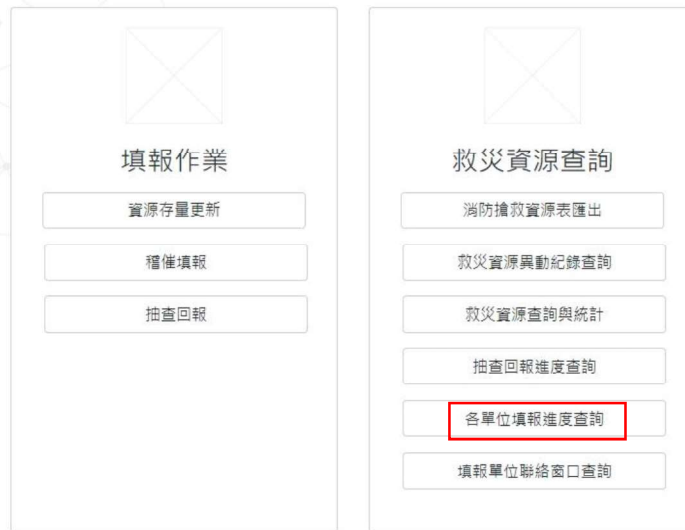 填報作業
資源存量更新
稽催填報
抽查回報
救災資源查詢
消防搶救資源表匯出
救災資源異動紀錄查詢
救災資源查詢與統計
抽查回報進度查詢
各單位填報進度查詢
填報單位聯絡窗口查詢